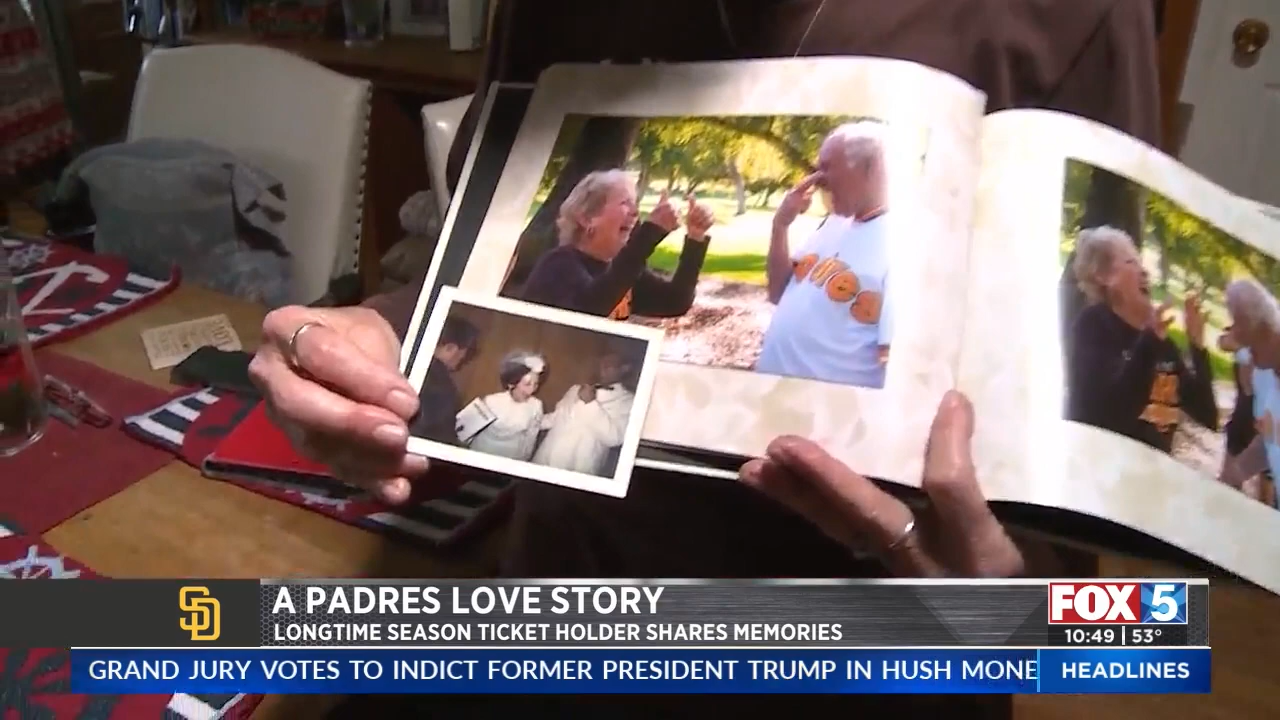 SD
A PADRES LOVE STORY
LONGTIME SEASON TICKET HOLDER SHARES MEMORIES
FOX 5
10:49 | 53°
GRAND JURY VOTES TO INDICT FORMER PRESIDENT TRUMP IN HUSH MONE
HEADLINES